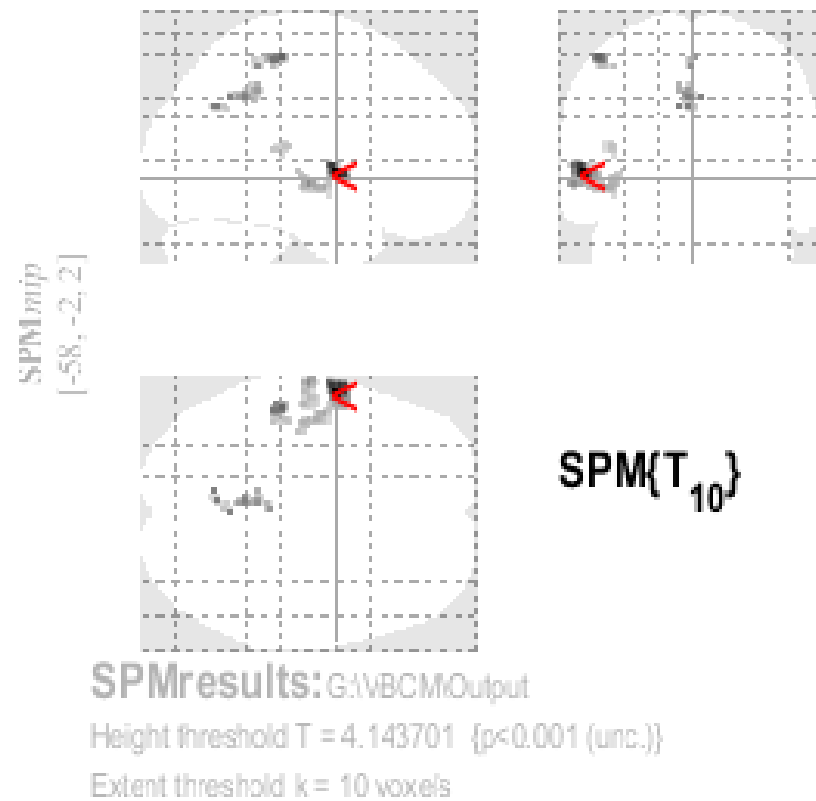 SPMmip
[-58, -2, 2]
SPM{T10}
SPMresults: G:\VBCM\Output
Height threshold T = 4.143701 {p<0.001 (unc.)}
Extent threshold k = 10 voxels